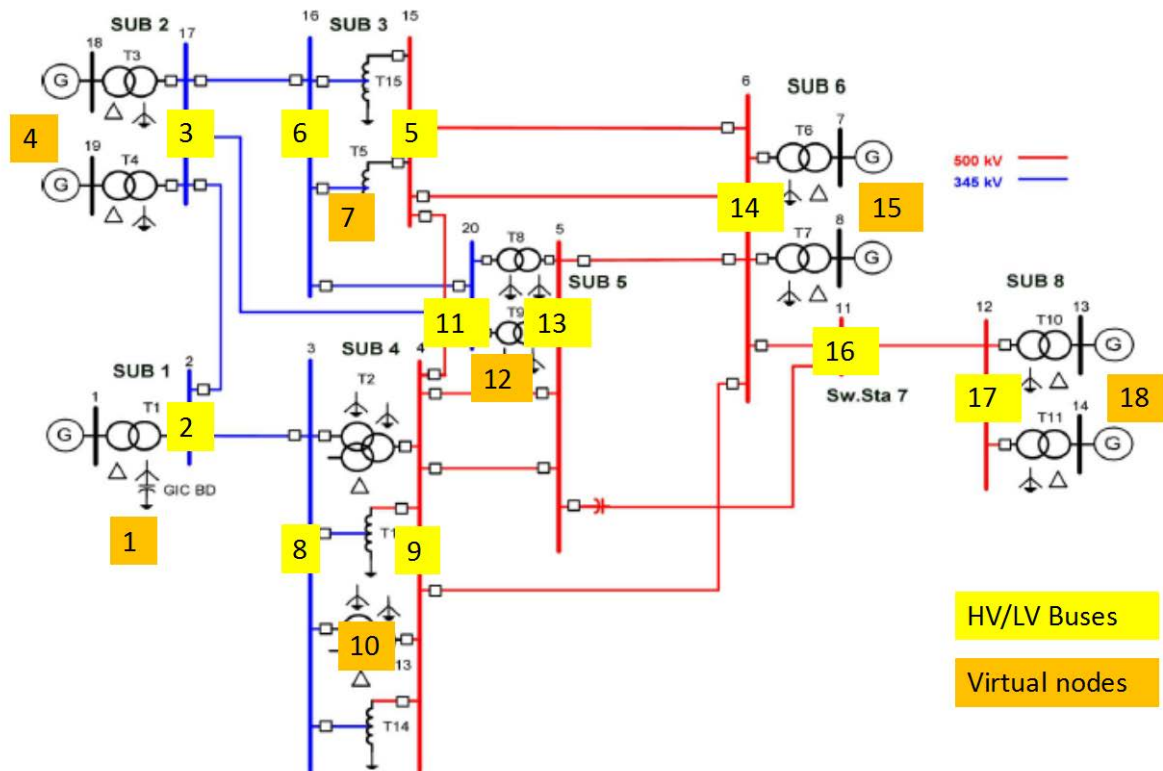 SUB 2
17
18
T3
G
4
3
19
T4
G
16
SUB 3
15
T15
6
5
T5
7
6
SUB 6
7
T6
G
14
15
8
T7
G
500 kV
345 kV
20
T8
5
SUB 5
11
T9
13
12
11
16
Sw.Sta 7
12
SUB 8
13
T10
G
17
18
14
T11
G
SUB 1
2
1
T1
G
2
GIC BD
1
3
SUB 4
4
T2
8
T1
9
10
13
T14
HV/LV Buses
Virtual nodes